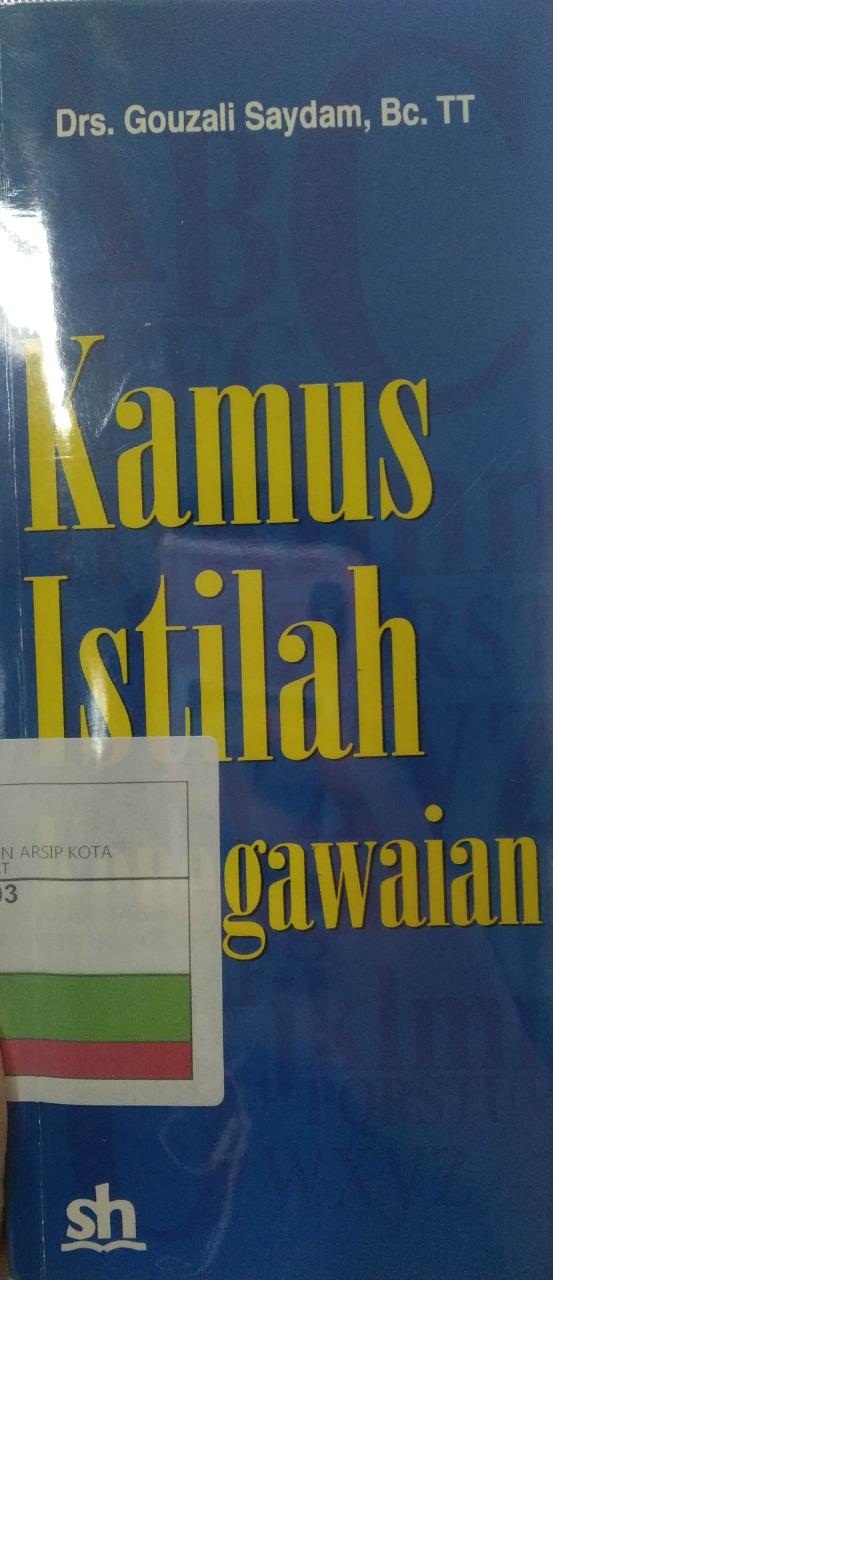 Drs. Gouzali Saydam, Bc. TT
Kamus
Istilah
gawaian
N ARSIP KOTA
03
sh